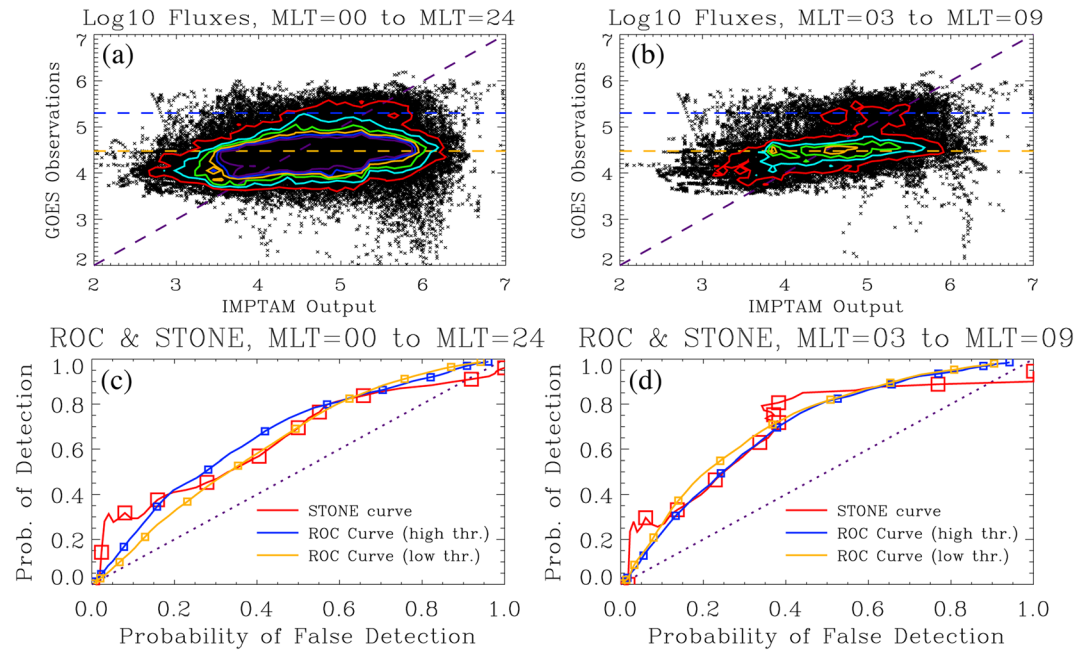 Log10 Fluxes, MLT=00 to MLT=24
(a)
GOES Observations
7
6
5
4
3
2
2 3 4 5 6 7
IMPTAM Output
Log10 Fluxes, MLT=03 to MLT=09
(b)
GOES Observations
7
6
5
4
3
2
2 3 4 5 6 7
IMPTAM Output
ROC & STONE, MLT=00 to MLT=24
(c)
Prob. of Detection
1.0
0.8
0.6
0.4
0.2
0.0
STONE curve
ROC Curve (high thr.)
ROC Curve (low thr.)
0.0 0.2 0.4 0.6 0.8 1.0
Probability of False Detection
ROC & STONE, MLT=03 to MLT=09
(d)
Prob. of Detection
1.0
0.8
0.6
0.4
0.2
0.0
STONE curve
ROC Curve (high thr.)
ROC Curve (low thr.)
0.0 0.2 0.4 0.6 0.8 1.0
Probability of False Detection